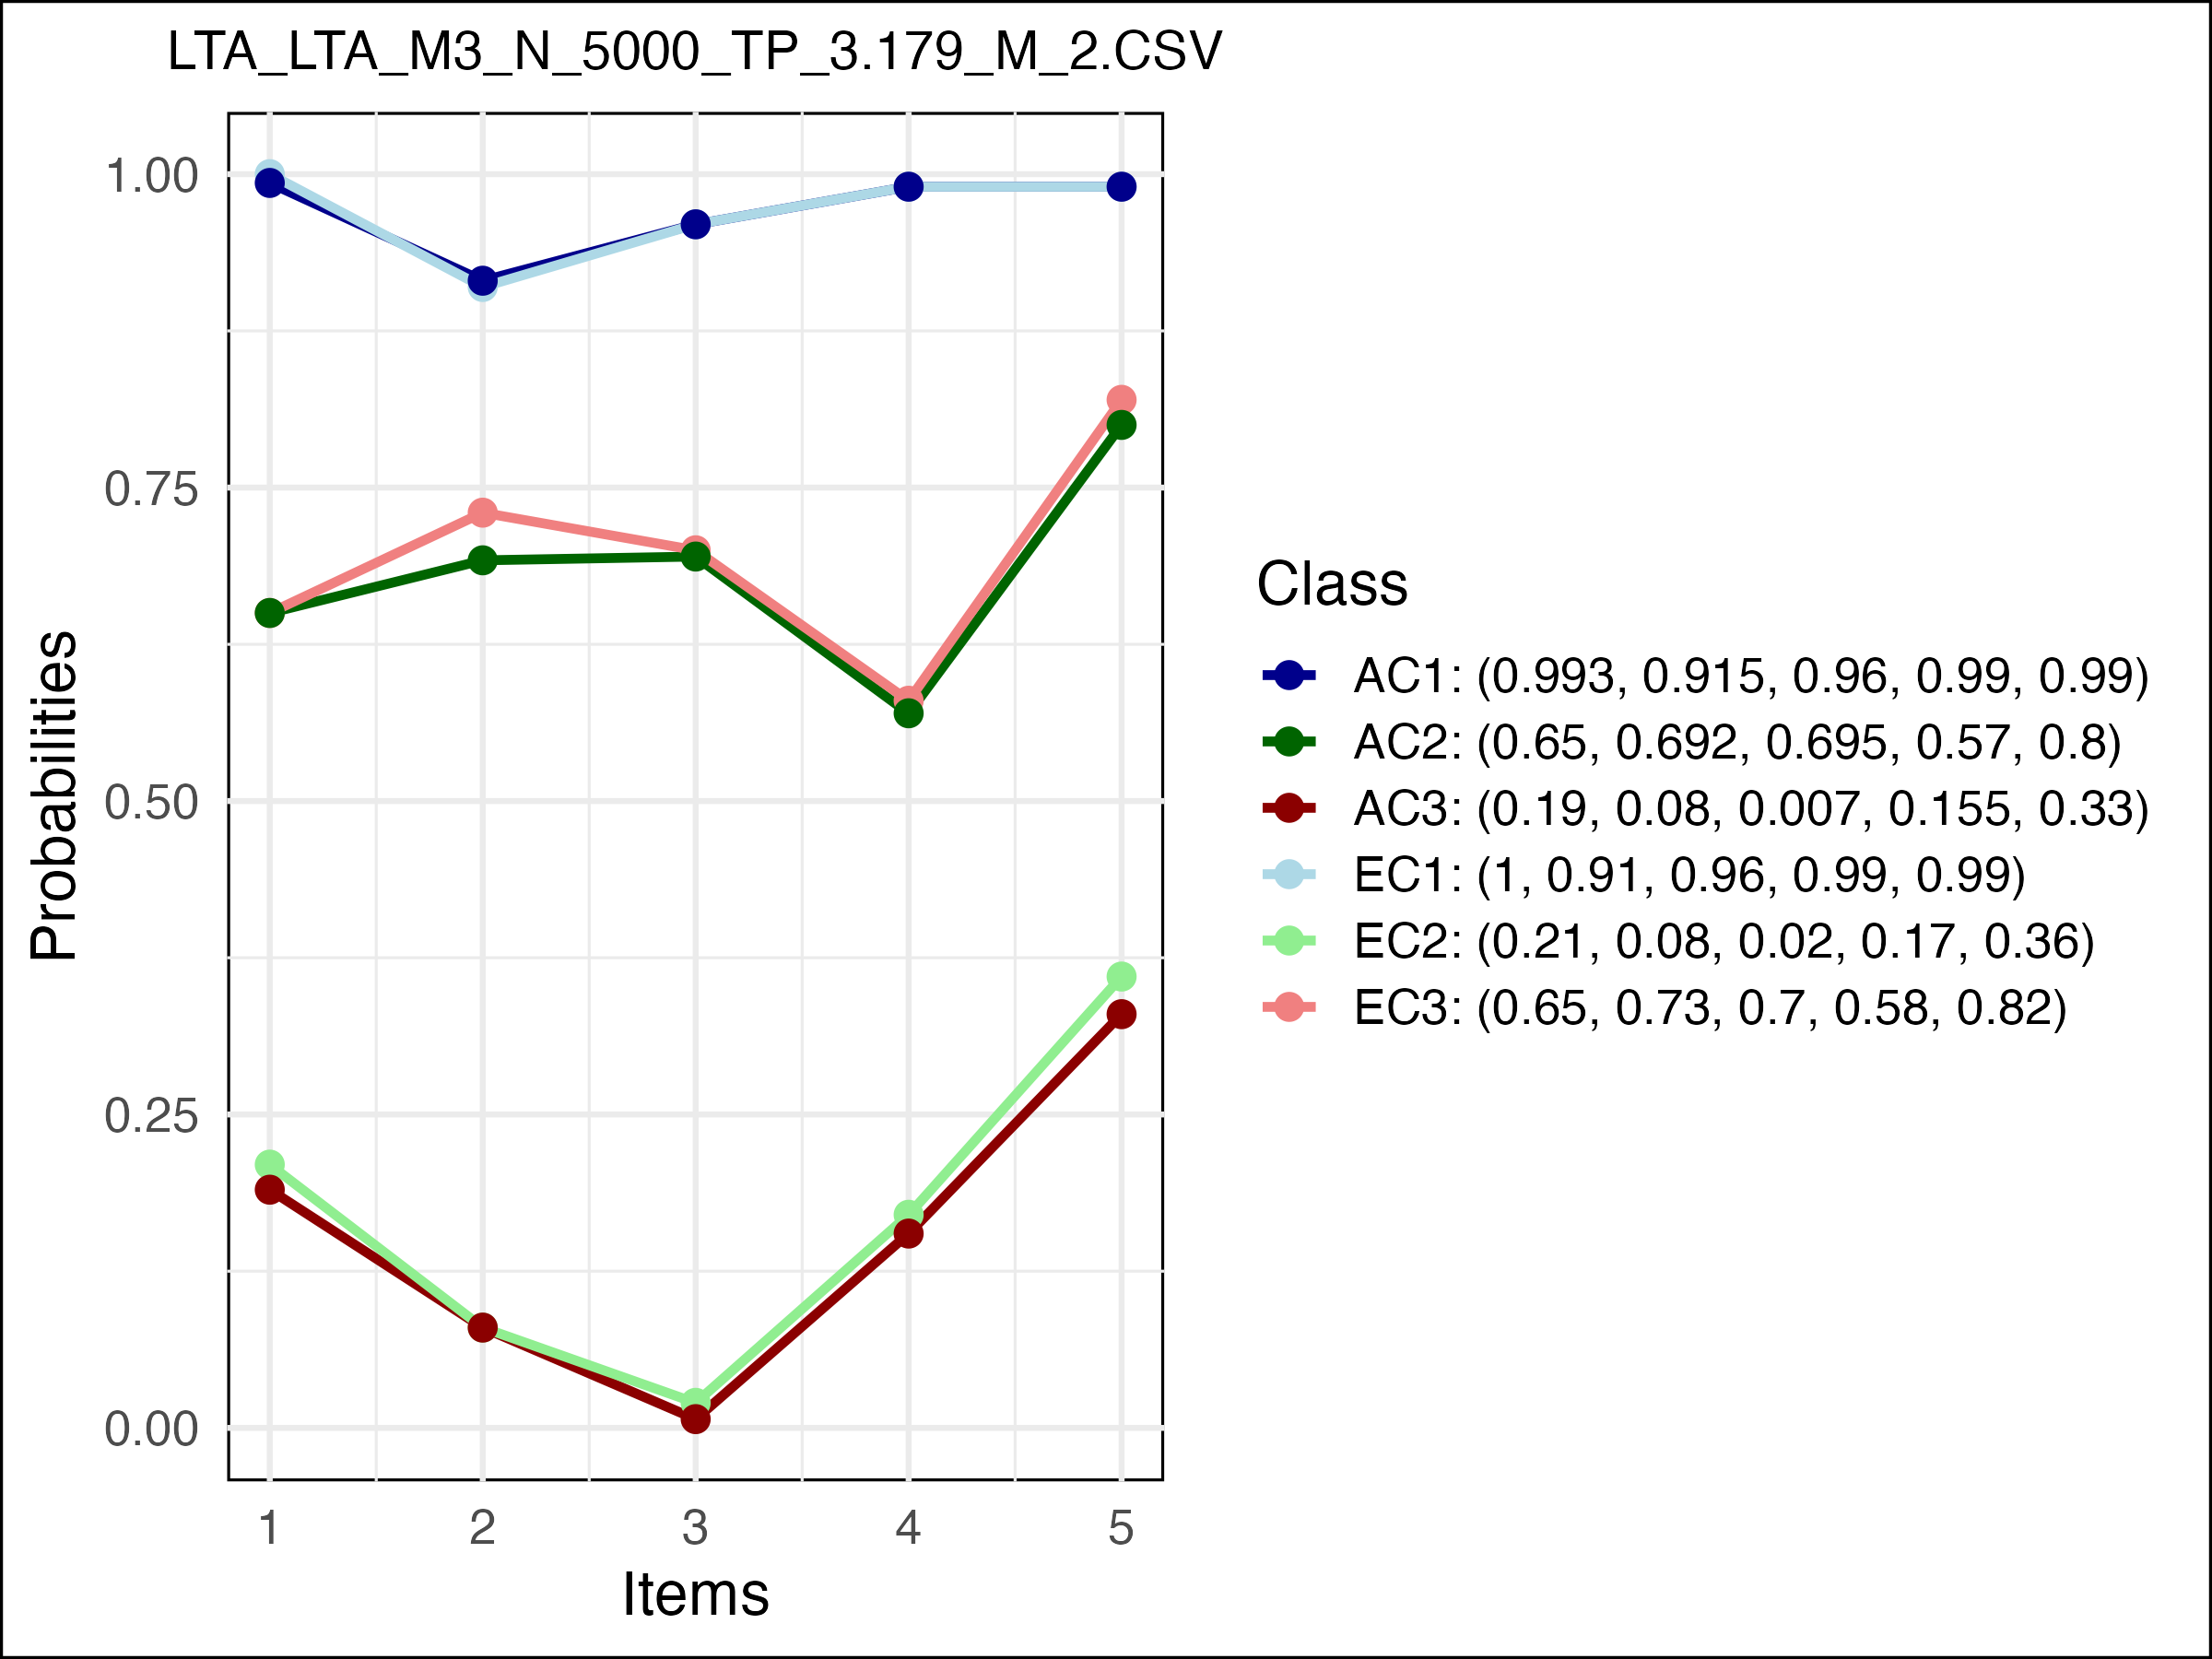 LTA_LTA_M3_N_5000_TP_3.179_M_2.CSV
1.00
0.75
0.50
0.25
0.00
Probabilities
1 2 3 4 5
Items
Class
AC1: (0.993, 0.915, 0.96, 0.99, 0.99)
AC2: (0.65, 0.692, 0.695, 0.57, 0.8)
AC3: (0.19, 0.08, 0.007, 0.155, 0.33)
EC1: (1, 0.91, 0.96, 0.99, 0.99)
EC2: (0.21, 0.08, 0.02, 0.17, 0.36)
EC3: (0.65, 0.73, 0.7, 0.58, 0.82)